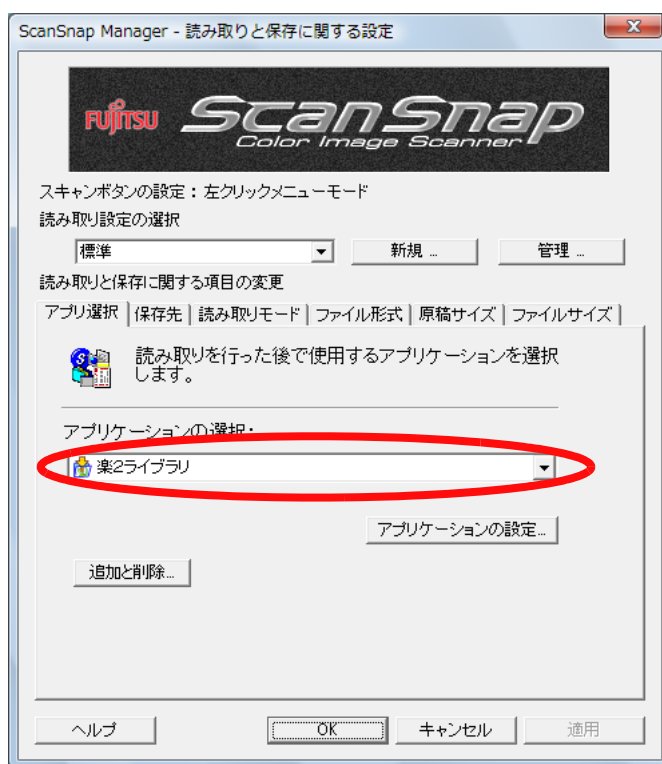 ScanSnap Manager - 読み取りと保存に関する設定
FUJITSU ScanSnap
Color Image Scanner
スキャンボタンの設定：左クリックメニューモード
読み取り設定の選択
標準 新規 ... 管理 ...
読み取りと保存に関する項目の変更
アプリ選択 保存先 読み取りモード ファイル形式 原稿サイズ ファイルサイズ
読み取りを行った後で使用するアプリケーションを選択
します。
アプリケーションの選択：
楽2ライブラリ
アプリケーションの設定...
追加と削除...
ヘルプ OK キャンセル 適用